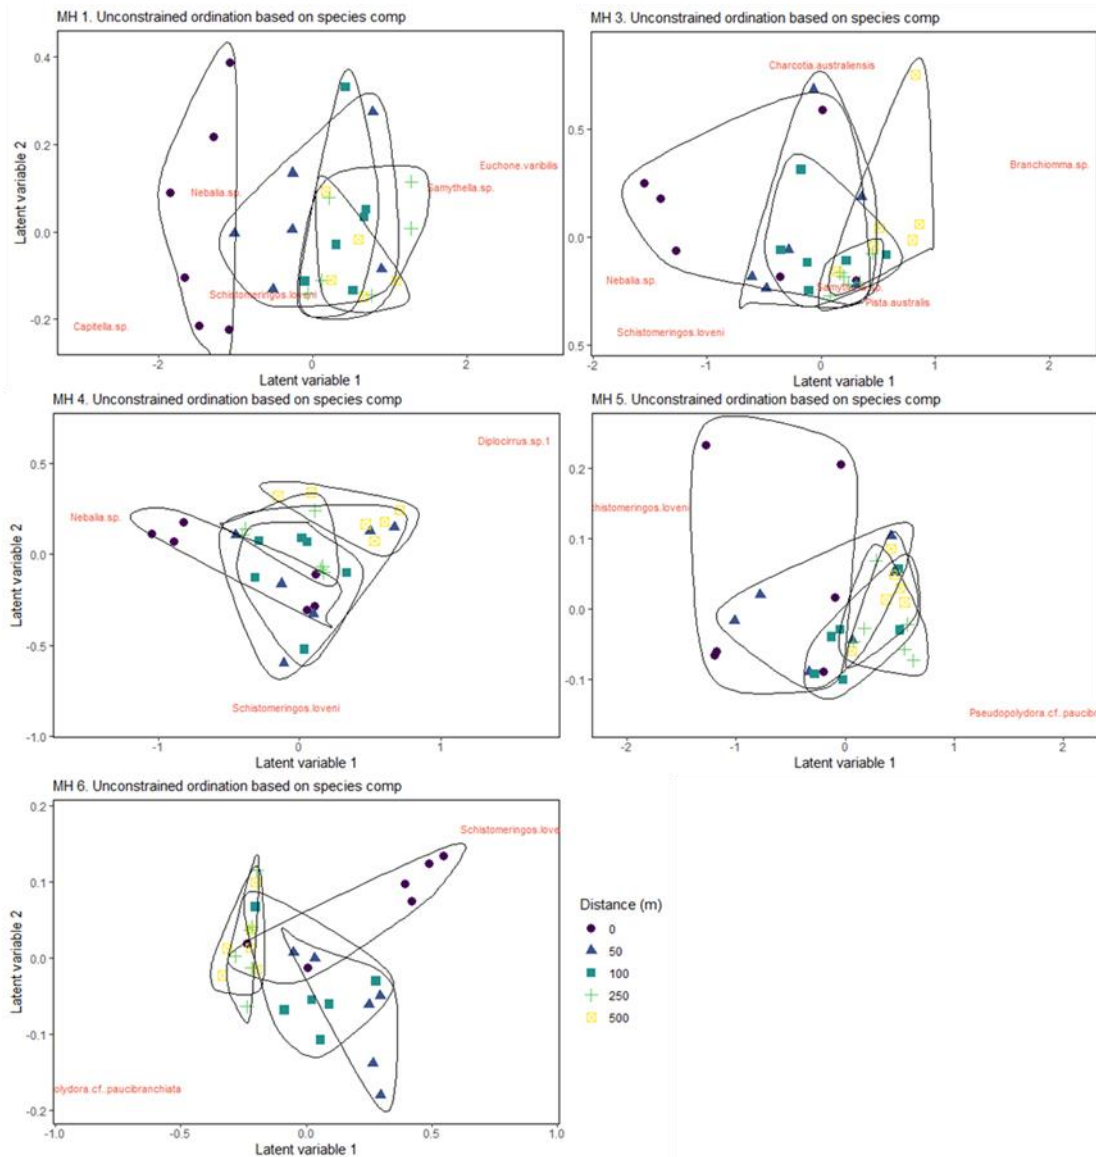 MH 1. Unconstrained ordination based on species comp
Latent variable 2
0.4
0.2
0.0
-0.2
Nebalia.sp.
Euchone.varibilis
Samythella.sp.
Schistomeringos.loveni
Capitella.sp.
-2
0
2
Latent variable 1
MH 3. Unconstrained ordination based on species comp
0.5
0.0
0.5
Charcotia.australiensis
Branchiomma.sp.
Nebalia.sp.
Samythella.sp.
Pista.australis
Schistomeringos.loveni
-2
-1
0
1
2
Latent variable 1
MH 4. Unconstrained ordination based on species comp
Latent variable 2
0.5
0.0
-0.5
-1.0
Diplocirrus.sp.1
Nebalia.sp.
Schistomeringos.loveni
-1
0
1
Latent variable 1
MH 5. Unconstrained ordination based on species comp
0.2
0.1
0.0
-0.1
chistomeringos.loveni
Pseudopolydora.cf..paucibr
-2
-1
0
1
2
Latent variable 1
MH 6. Unconstrained ordination based on species comp
Latent variable 2
0.2
0.1
0.0
-0.1
-0.2
Schistomeringos.love
olydora.cf..paucibranchiata
-1.0
-0.5
0.0
0.5
1.0
Latent variable 1
Distance (m)
0
50
100
250
500